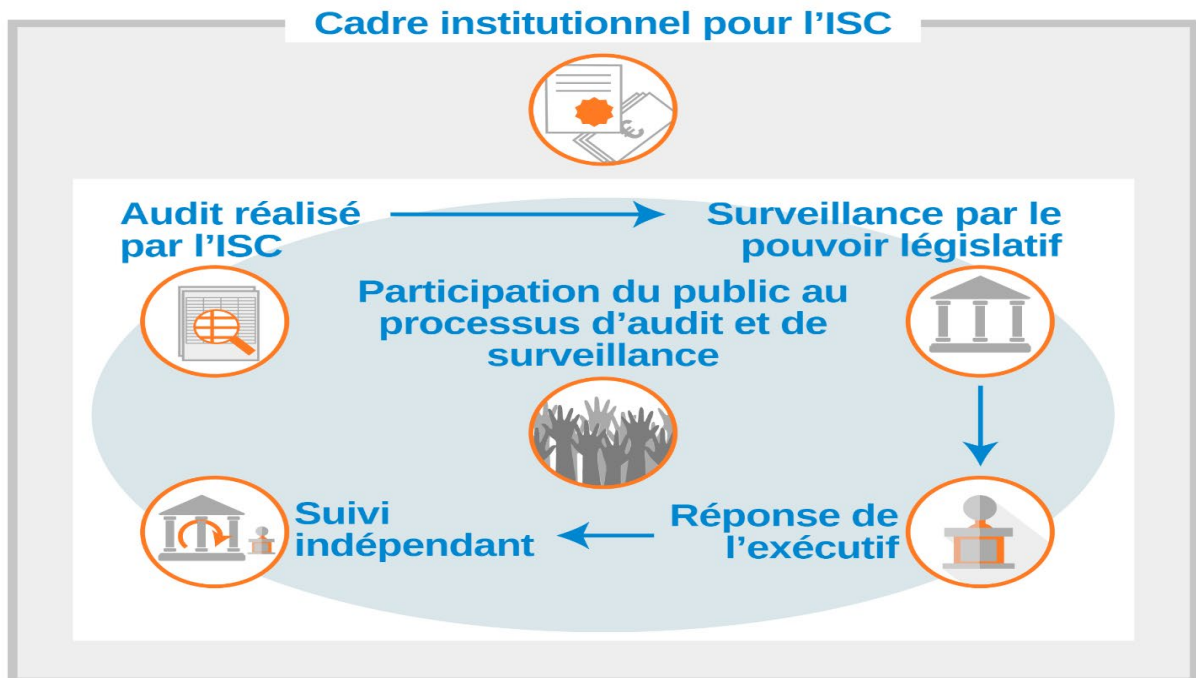 Cadre institutionnel pour l’ISC
€
Audit réalisé
par l’ISC
Surveillance par le
pouvoir législatif
Participation du public au
processus d’audit et de
surveillance
Suivi
indépendant
Réponse de
l’exécutif